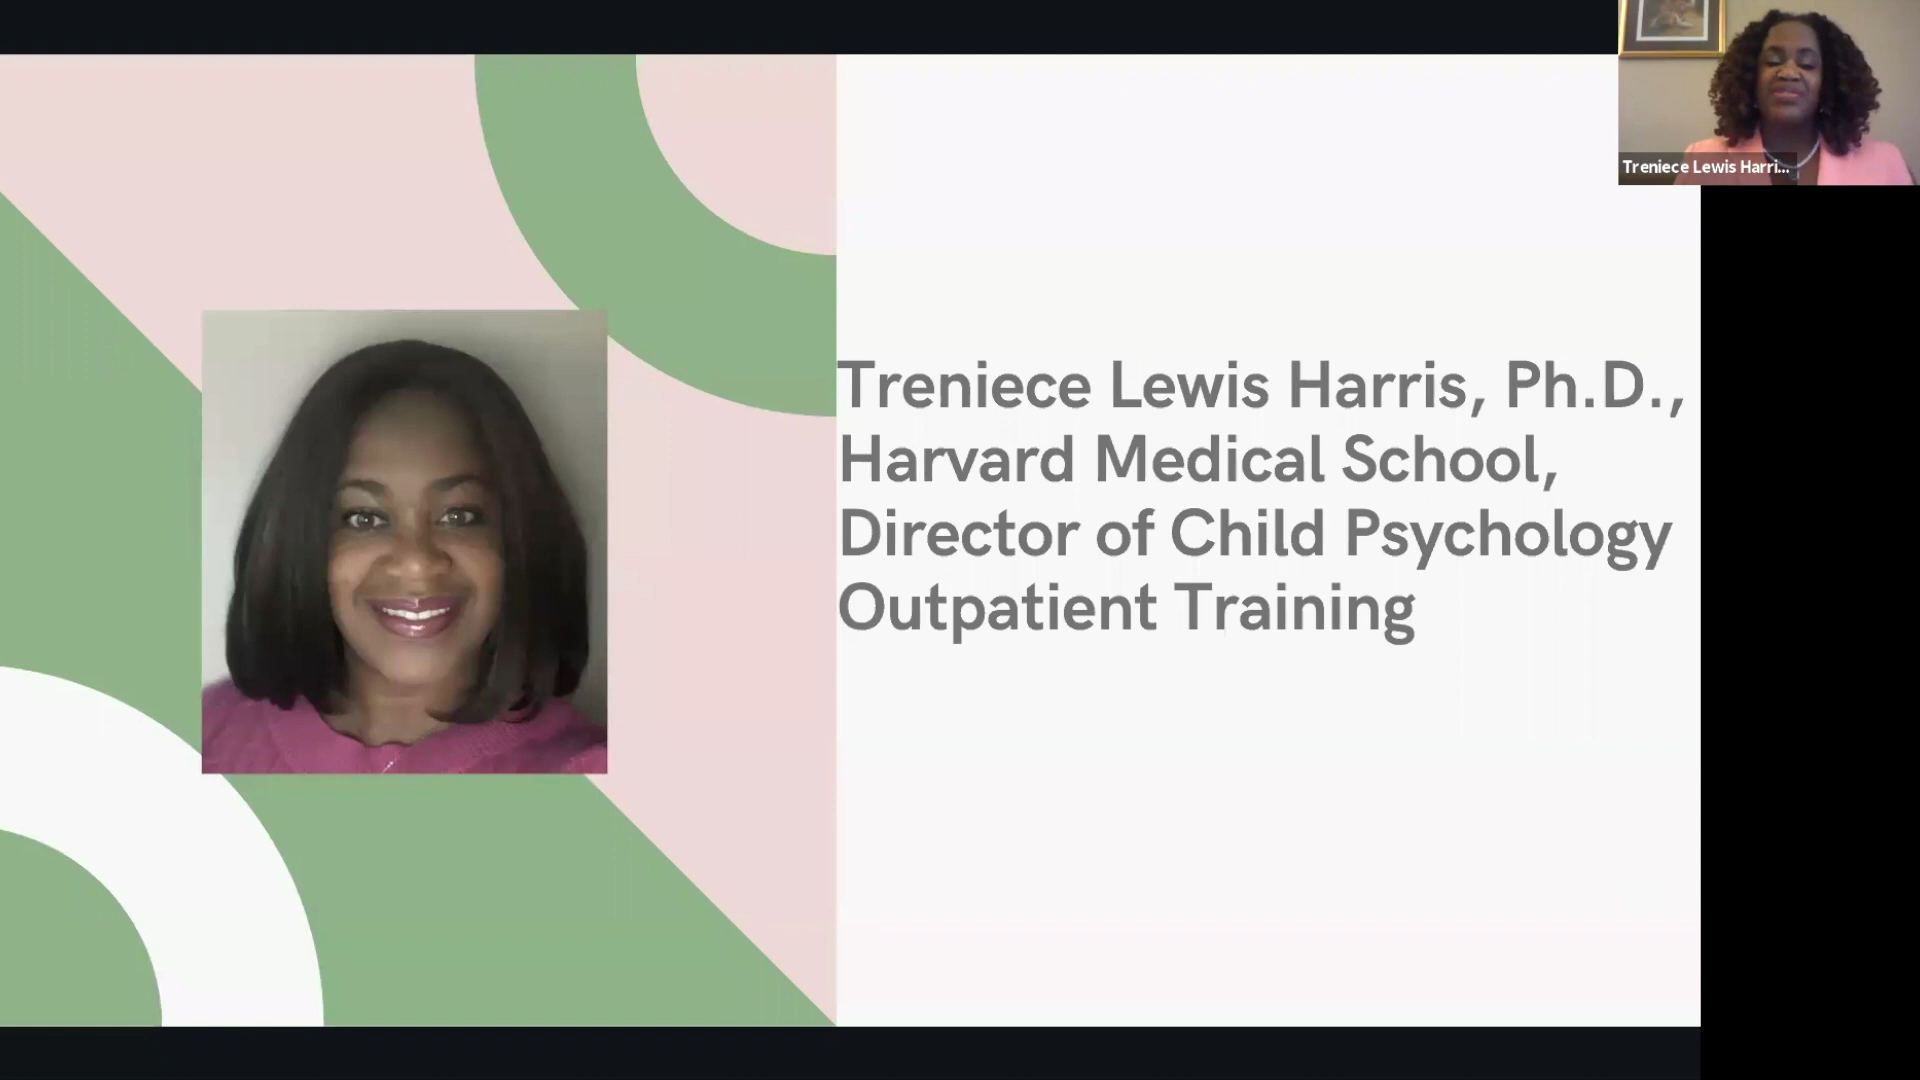 Treniece Lewis Harri...
Treniece Lewis Harris, Ph.D.,
Harvard Medical School,
Director of Child Psychology
Outpatient Training